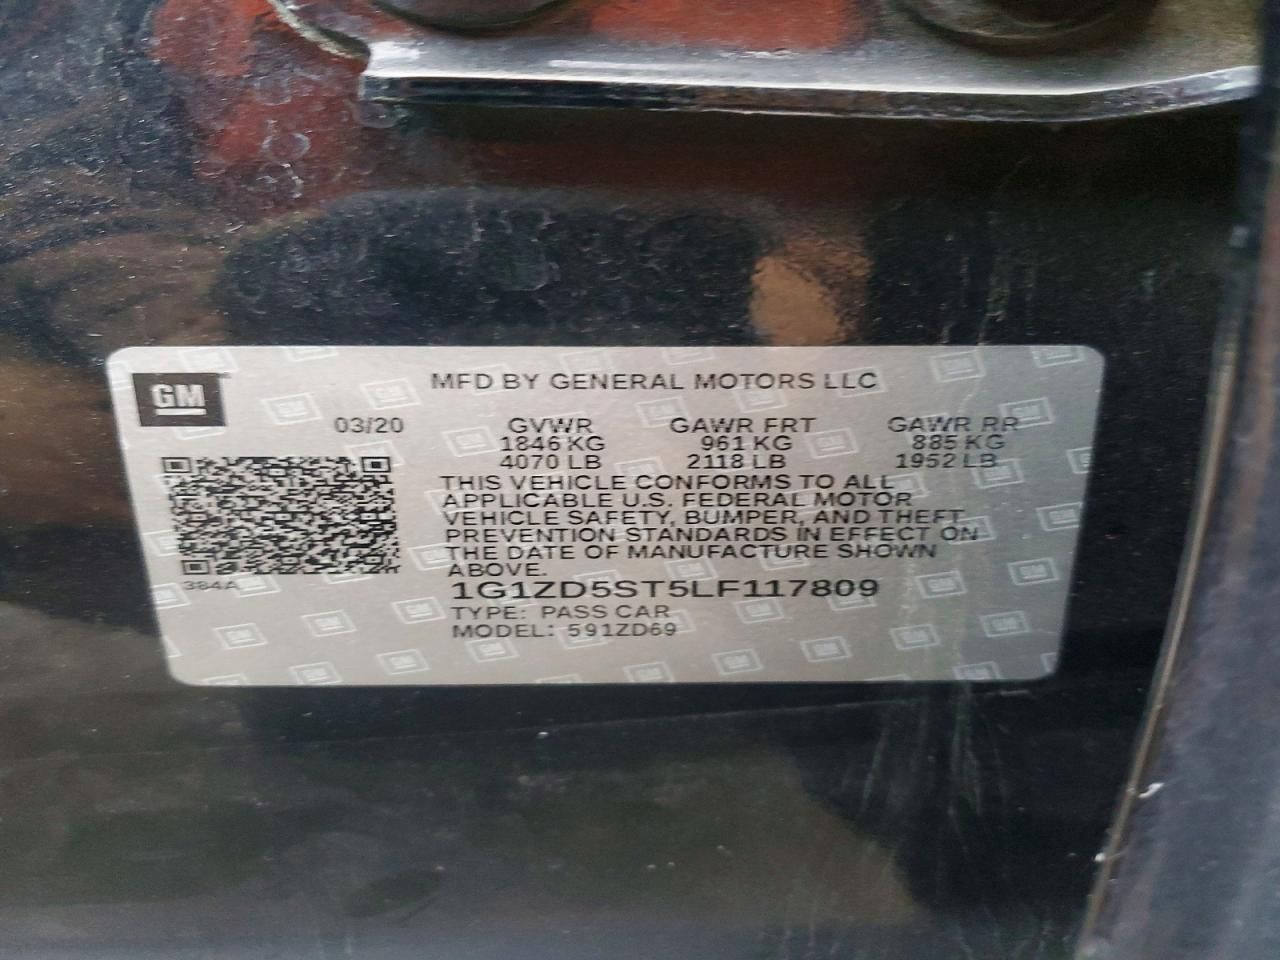 GM
MFD BY GENERAL MOTORS LLC
03/20 GVWR GAWR FRT GAWR RR
1846 KG 961 KG 885 KG
4070 LB 2118 LB 1952 LB
THIS VEHICLE CONFORMS TO ALL
APPLICABLE U.S. FEDERAL MOTOR
VEHICLE SAFETY, BUMPER, AND THEFT
PREVENTION STANDARDS IN EFFECT ON
THE DATE OF MANUFACTURE SHOWN
ABOVE.
384A
1G1ZD5ST5LF117809
TYPE: PASS CAR
MODEL: 591ZD69